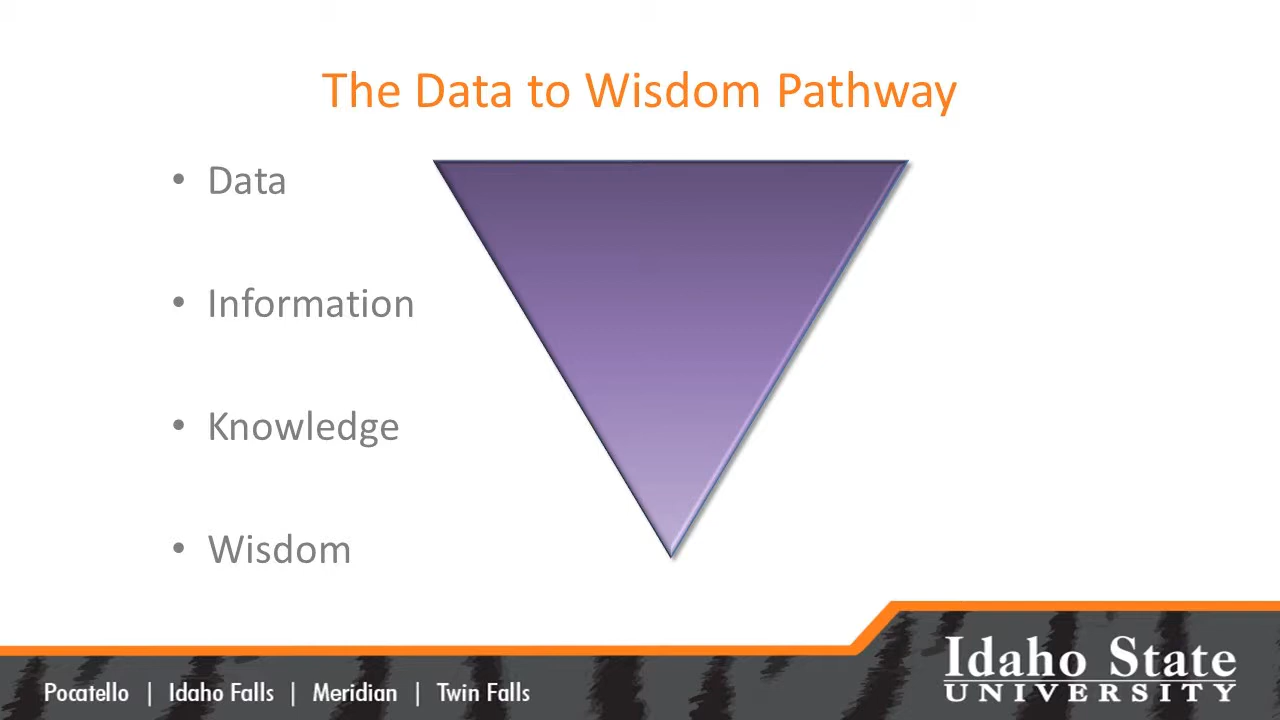 The Data to Wisdom Pathway
• Data
• Information
• Knowledge
• Wisdom
Pocatello | Idaho Falls | Meridian | Twin Falls
Idaho State
UNIVERSITY